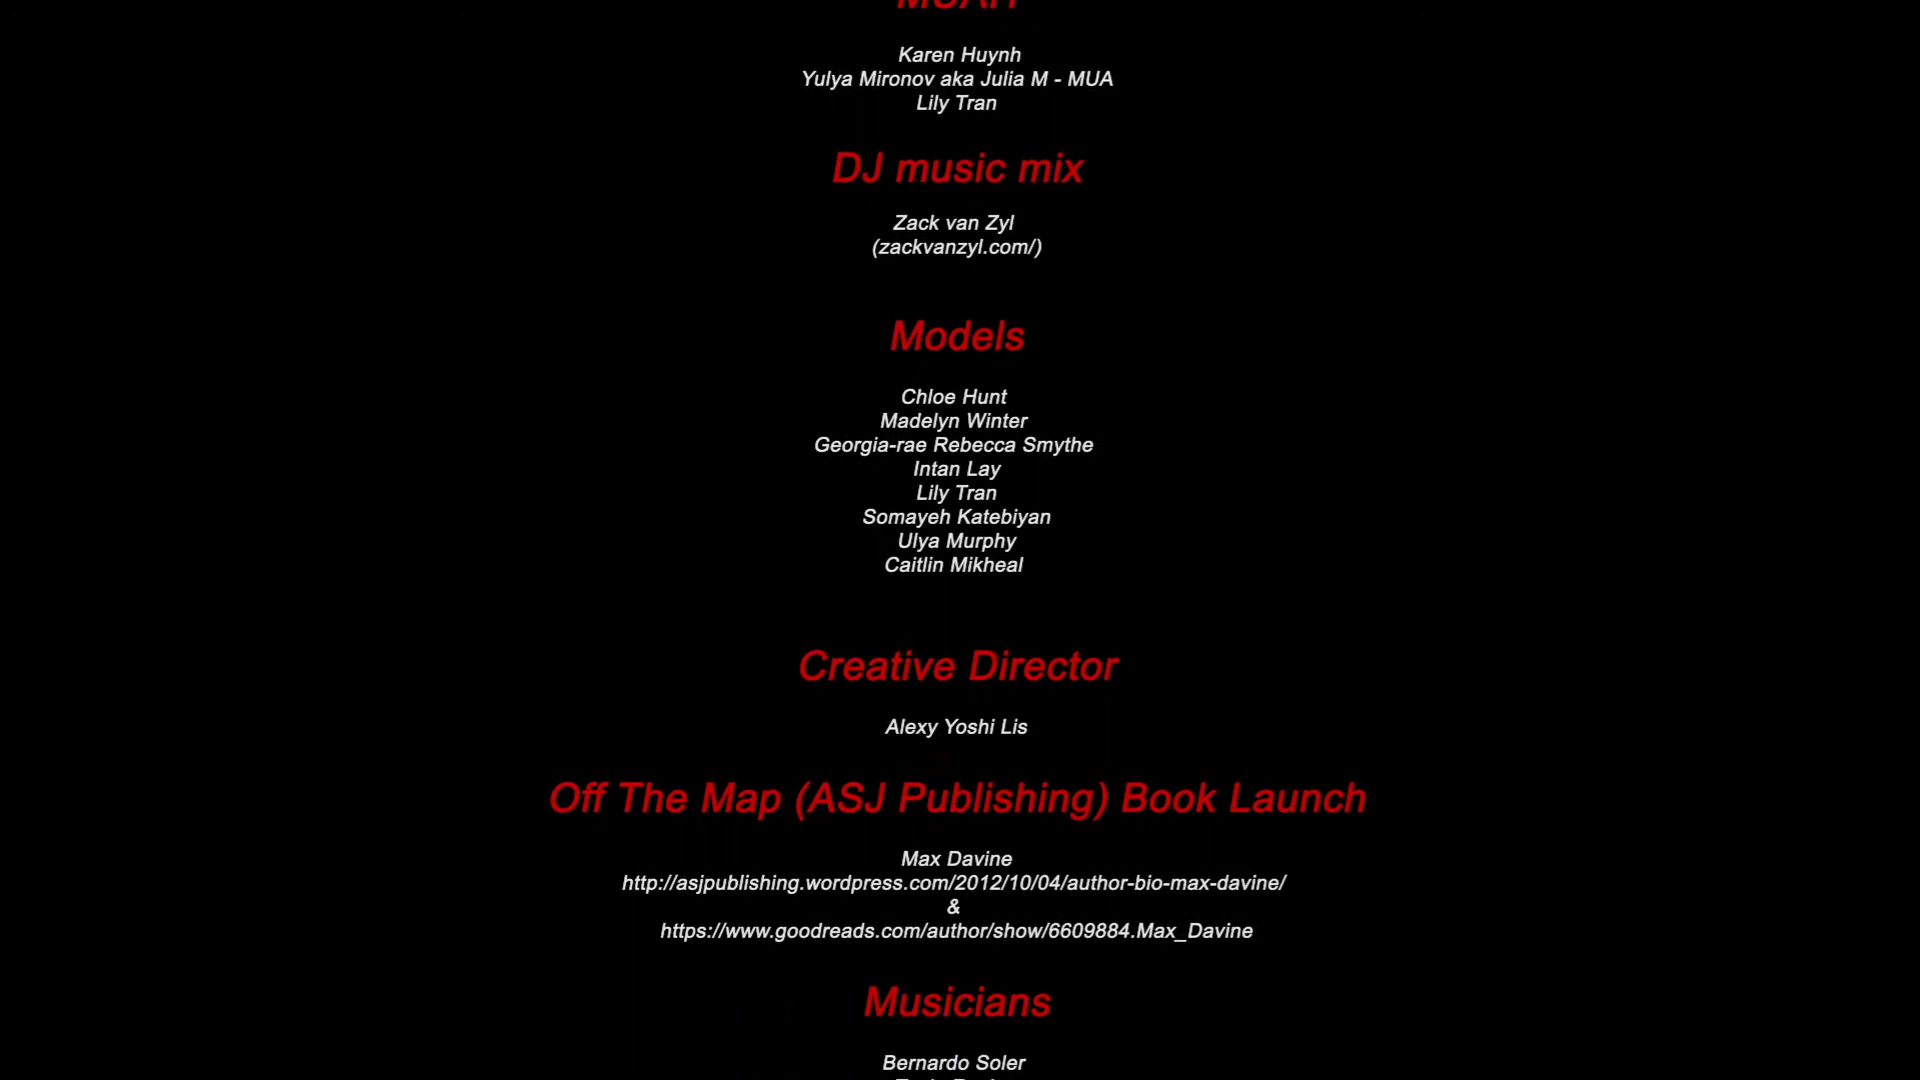 MUAH
Karen Huynh
Yulya Mironov aka Julia M - MUA
Lily Tran
DJ music mix
Zack van Zyl
(zackvanzyl.com/)
Models
Chloe Hunt
Madelyn Winter
Georgia-rae Rebecca Smythe
Intan Lay
Lily Tran
Somayeh Katebiyan
Ulya Murphy
Caitlin Mikheal
Creative Director
Alexy Yoshi Lis
Off The Map (ASJ Publishing) Book Launch
Max Davine
http://asjpublishing.wordpress.com/2012/10/04/author-bio-max-davine/
&
https://www.goodreads.com/author/show/6609884.Max_Davine
Musicians
Bernardo Soler